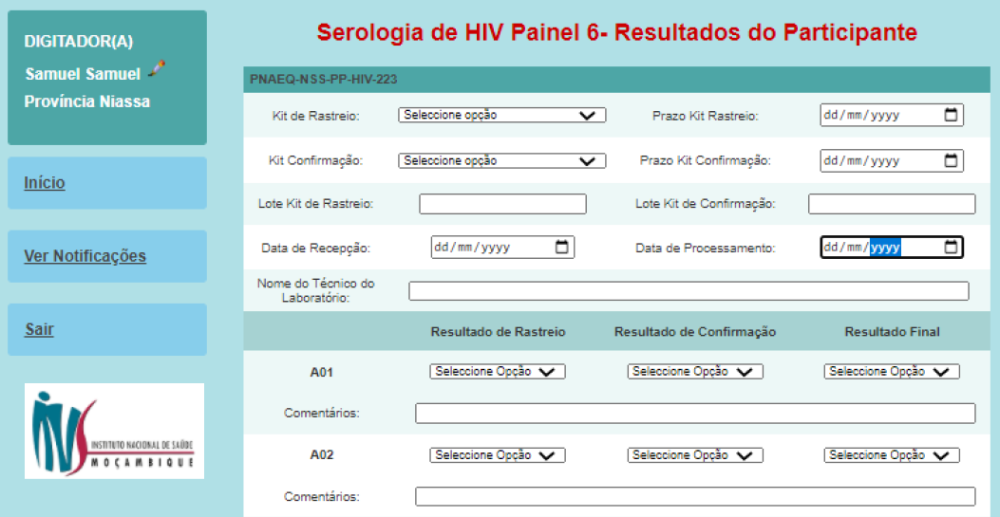 DIGITADOR(A)
Samuel Samuel
Província Niassa
Início
Ver Notificações
Sair
INS
INSTITUTO NACIONAL DE SAÚDE
MOÇAMBIQUE
Serologia de HIV Painel 6- Resultados do Participante
PNAEQ-NSS-PP-HIV-223
Kit de Rastreio: Seleccione opção Prazo Kit Rastreio: dd/mm/yyyy
Kit Confirmação: Seleccione opção Prazo Kit Confirmação: dd/mm/yyyy
Lote Kit de Rastreio: Lote Kit de Confirmação:
Data de Recepção: dd/mm/yyyy Data de Processamento: dd/mm/yyyy
Nome do Técnico do
Laboratório:
Resultado de Rastreio Resultado de Confirmação Resultado Final
A01 Seleccione Opção Seleccione Opção Seleccione Opção
Comentários:
A02 Seleccione Opção Seleccione Opção Seleccione Opção
Comentários: